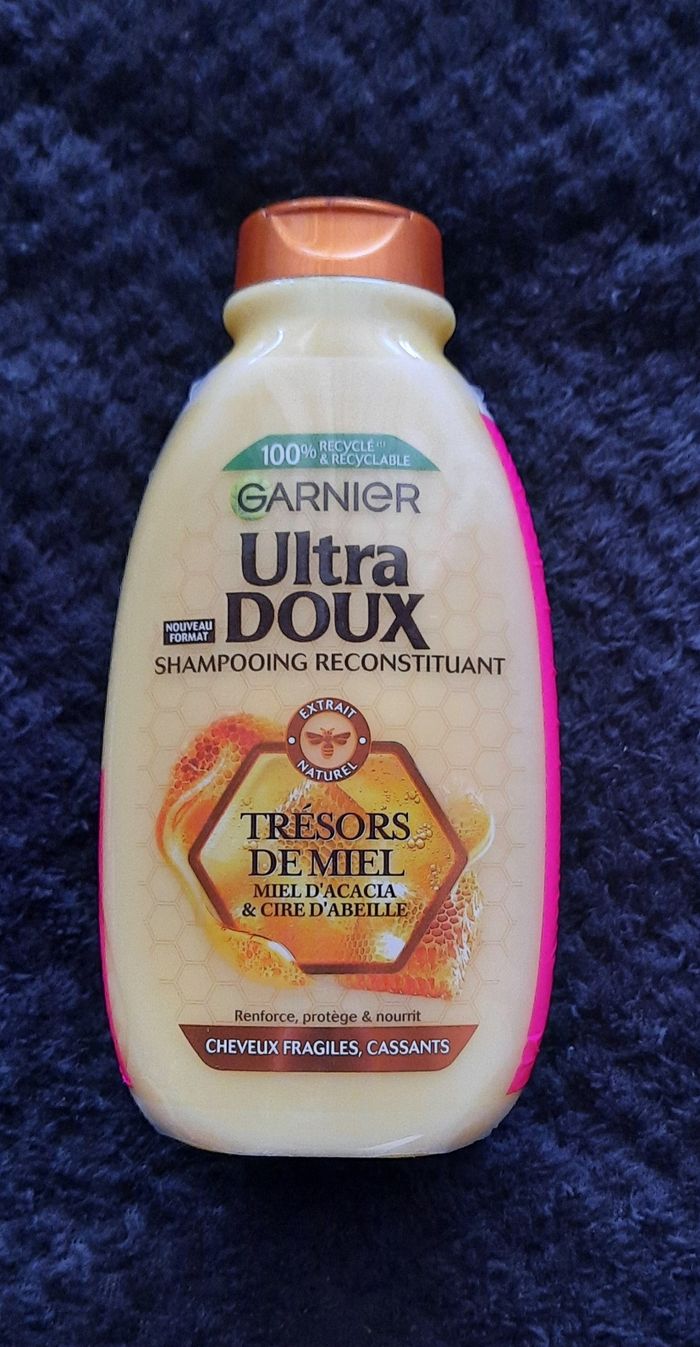 100% RECYCLÉ (1)
& RECYCLABLE
GARNIER
Ultra
DOUX
NOUVEAU
FORMAT
SHAMPOOING RECONSTITUANT
EXTRAIT
NATUREL
TRÉSORS
DE MIEL
MIEL D'ACACIA
& CIRE D'ABEILLE
Renforce, protège & nourrit
CHEVEUX FRAGILES, CASSANTS